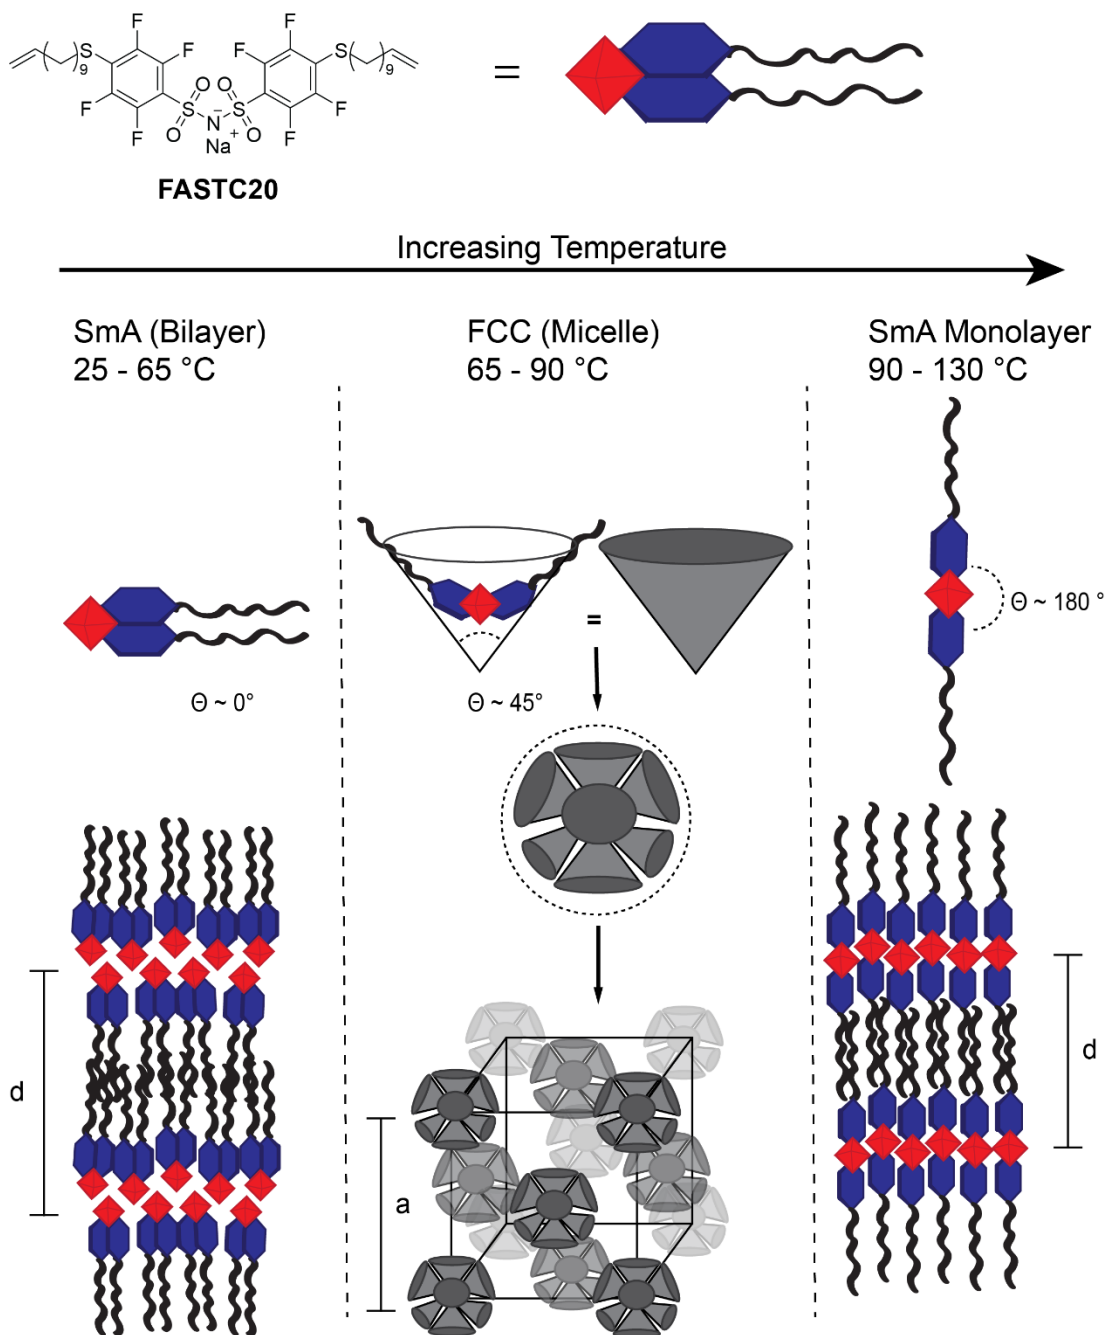 F F F F
S S
( )9 ( )9
F F F F
O O
S S
N−
O O
Na+
=
FASTC20
Increasing Temperature
SmA (Bilayer)
25 - 65 °C
FCC (Micelle)
65 - 90 °C
SmA Monolayer
90 - 130 °C
Θ ~ 180 °
=
Θ ~ 0°
Θ ~ 45°
d
a
d